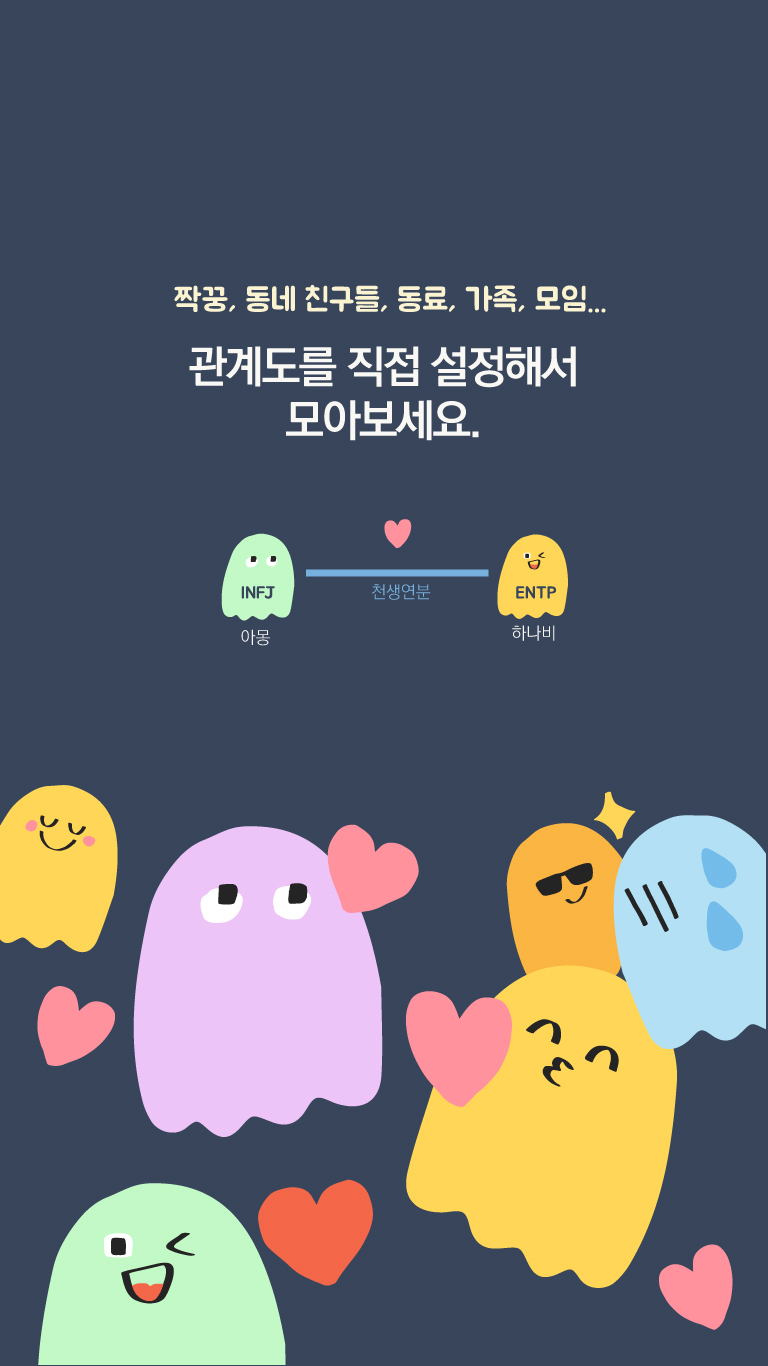 짝꿍, 동네 친구들, 동료, 가족, 모임...
관계도를 직접 설정해서
모아보세요.
INFJ
천생연분
ENTP
아몽
하나비